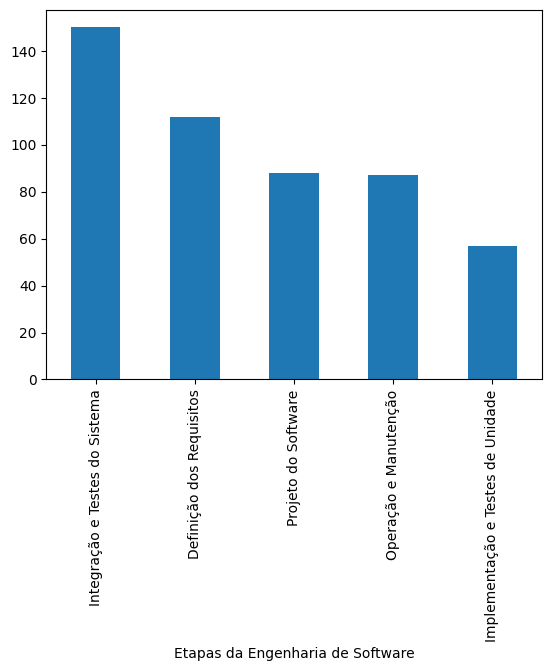 140
120
100
80
60
40
20
0
Integração e Testes do Sistema
Definição dos Requisitos
Projeto do Software
Operação e Manutenção
Implementação e Testes de Unidade
Etapas da Engenharia de Software